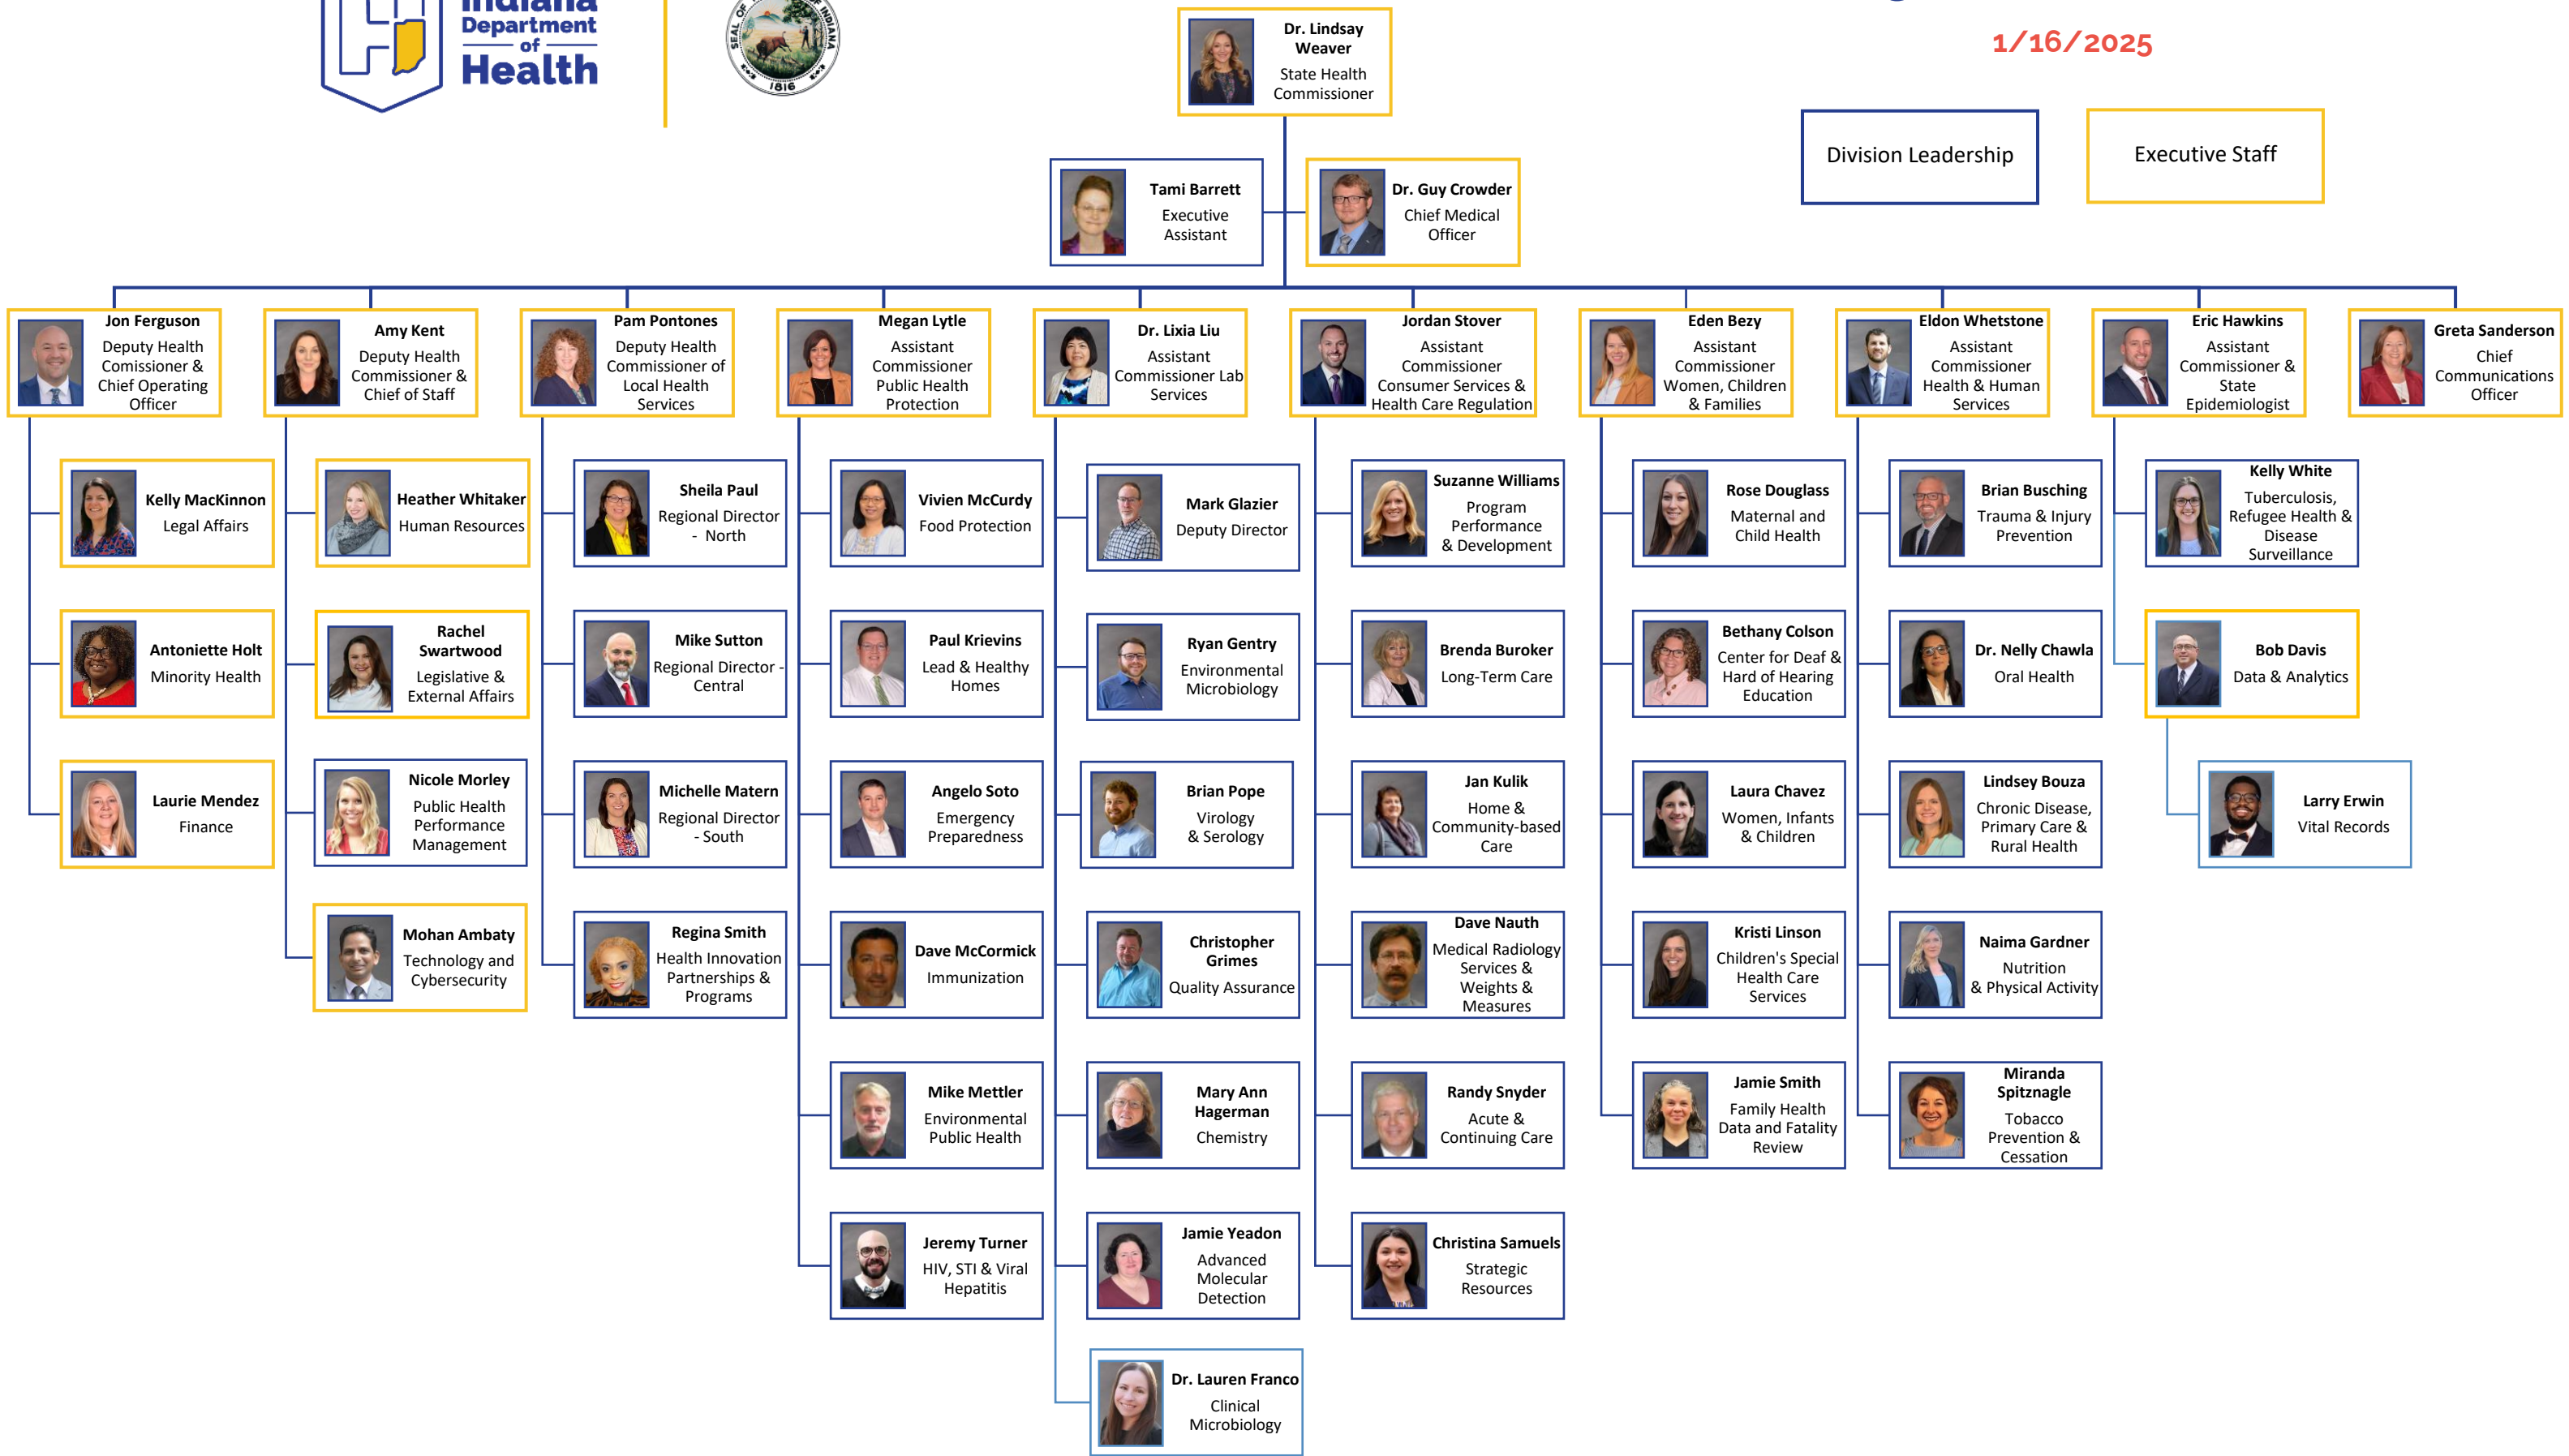 Indiana
Department
of
Health
SEAL OF
OF INDIANA
1816
1/16/2025
Dr. Lindsay
Weaver
State Health
Commissioner
Division Leadership
Executive Staff
Tami Barrett
Executive
Assistant
Dr. Guy Crowder
Chief Medical
Officer
Jon Ferguson
Deputy Health
Comissioner &
Chief Operating
Officer
Amy Kent
Deputy Health
Commissioner &
Chief of Staff
Pam Pontones
Deputy Health
Commissioner of
Local Health
Services
Megan Lytle
Assistant
Commissioner
Public Health
Protection
Dr. Lixia Liu
Assistant
Commissioner Lab
Services
Jordan Stover
Assistant
Commissioner
Consumer Services &
Health Care Regulation
Eden Bezy
Assistant
Commissioner
Women, Children
& Families
Eldon Whetstone
Assistant
Commissioner
Health & Human
Services
Eric Hawkins
Assistant
Commissioner &
State
Epidemiologist
Greta Sanderson
Chief
Communications
Officer
Kelly MacKinnon
Legal Affairs
Antoniette Holt
Minority Health
Laurie Mendez
Finance
Heather Whitaker
Human Resources
Rachel
Swartwood
Legislative &
External Affairs
Nicole Morley
Public Health
Performance
Management
Mohan Ambaty
Technology and
Cybersecurity
Sheila Paul
Regional Director
- North
Mike Sutton
Regional Director -
Central
Michelle Matern
Regional Director
- South
Regina Smith
Health Innovation
Partnerships &
Programs
Vivien McCurdy
Food Protection
Paul Krievins
Lead & Healthy
Homes
Angelo Soto
Emergency
Preparedness
Dave McCormick
Immunization
Mike Mettler
Environmental
Public Health
Jeremy Turner
HIV, STI & Viral
Hepatitis
Mark Glazier
Deputy Director
Ryan Gentry
Environmental
Microbiology
Brian Pope
Virology
& Serology
Christopher
Grimes
Quality Assurance
Mary Ann
Hagerman
Chemistry
Jamie Yeadon
Advanced
Molecular
Detection
Dr. Lauren Franco
Clinical
Microbiology
Suzanne Williams
Program
Performance
& Development
Brenda Buroker
Long-Term Care
Jan Kulik
Home &
Community-based
Care
Dave Nauth
Medical Radiology
Services &
Weights &
Measures
Randy Snyder
Acute &
Continuing Care
Christina Samuels
Strategic
Resources
Rose Douglass
Maternal and
Child Health
Bethany Colson
Center for Deaf &
Hard of Hearing
Education
Laura Chavez
Women, Infants
& Children
Kristi Linson
Children's Special
Health Care
Services
Jamie Smith
Family Health
Data and Fatality
Review
Brian Busching
Trauma & Injury
Prevention
Dr. Nelly Chawla
Oral Health
Lindsey Bouza
Chronic Disease,
Primary Care &
Rural Health
Naima Gardner
Nutrition
& Physical Activity
Miranda
Spitznagle
Tobacco
Prevention &
Cessation
Kelly White
Tuberculosis,
Refugee Health &
Disease
Surveillance
Bob Davis
Data & Analytics
Larry Erwin
Vital Records